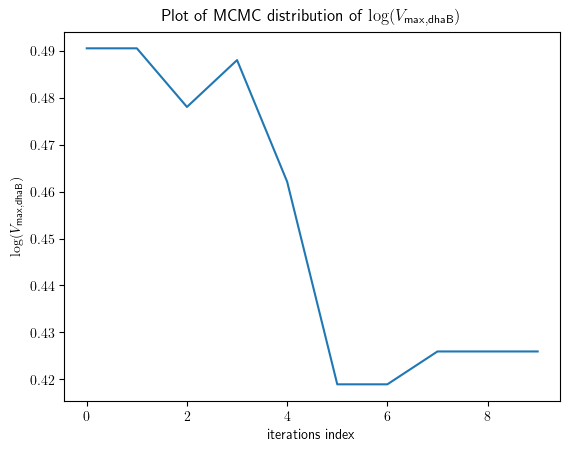 Plot of MCMC distribution of log(V_max,dhaB)
0.49
0.48
0.47
0.46
0.45
0.44
0.43
0.42
log(V_max,dhaB)
0 2 4 6 8
iterations index